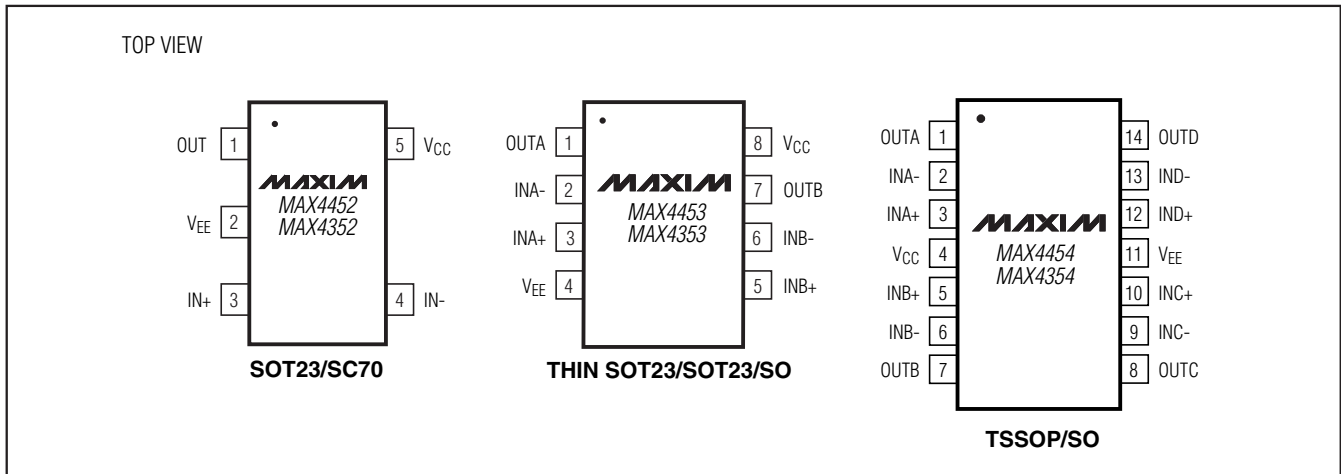 TOP VIEW
OUT 1
5 VCC
VEE 2
IN+ 3
4 IN-
MAXIM
MAX4452
MAX4352
SOT23/SC70
OUTA 1
INA- 2
INA+ 3
VEE 4
8 VCC
7 OUTB
6 INB-
5 INB+
MAXIM
MAX4453
MAX4353
THIN SOT23/SOT23/SO
OUTA 1
INA- 2
INA+ 3
VCC 4
INB+ 5
INB- 6
OUTB 7
14 OUTD
13 IND-
12 IND+
11 VEE
10 INC+
9 INC-
8 OUTC
MAXIM
MAX4454
MAX4354
TSSOP/SO